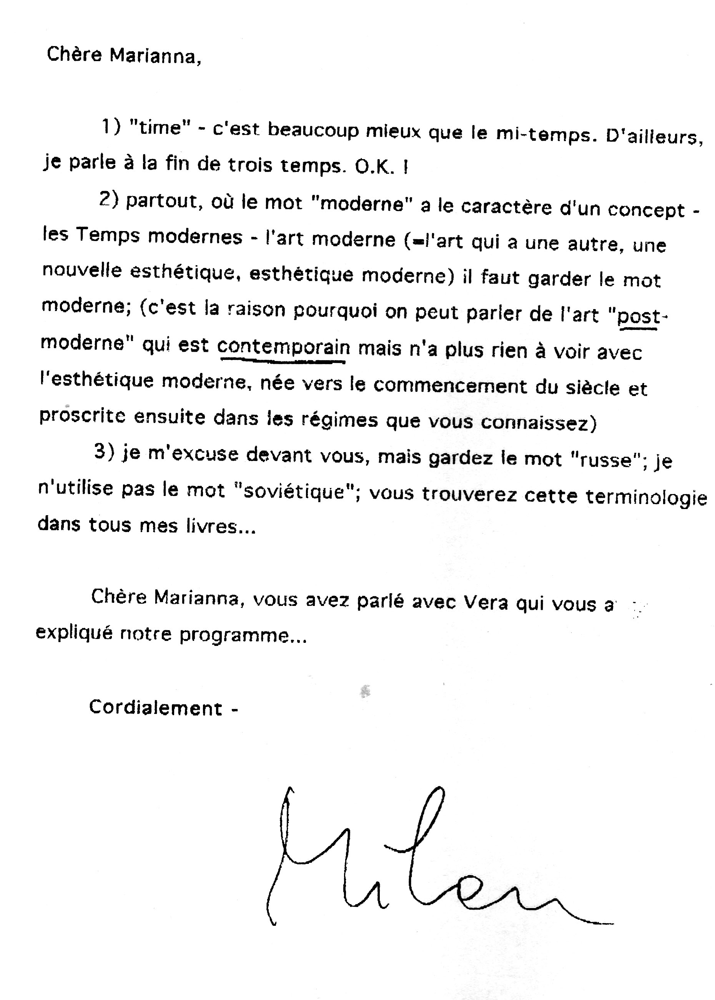 Chère Marianna,
1) "time" - c'est beaucoup mieux que le mi-temps. D'ailleurs,
je parle à la fin de trois temps. O.K. !
2) partout, où le mot "moderne" a le caractère d'un concept -
les Temps modernes - l'art moderne (=l'art qui a une autre, une
nouvelle esthétique, esthétique moderne) il faut garder le mot
moderne; (c'est la raison pourquoi on peut parler de l'art "post-
moderne" qui est contemporain mais n'a plus rien à voir avec
l'esthétique moderne, née vers le commencement du siècle et
proscrite ensuite dans les régimes que vous connaissez)
3) je m'excuse devant vous, mais gardez le mot "russe"; je
n'utilise pas le mot "soviétique"; vous trouverez cette terminologie
dans tous mes livres...
Chère Marianna, vous avez parlé avec Vera qui vous a
expliqué notre programme...
Cordialement -
Milan